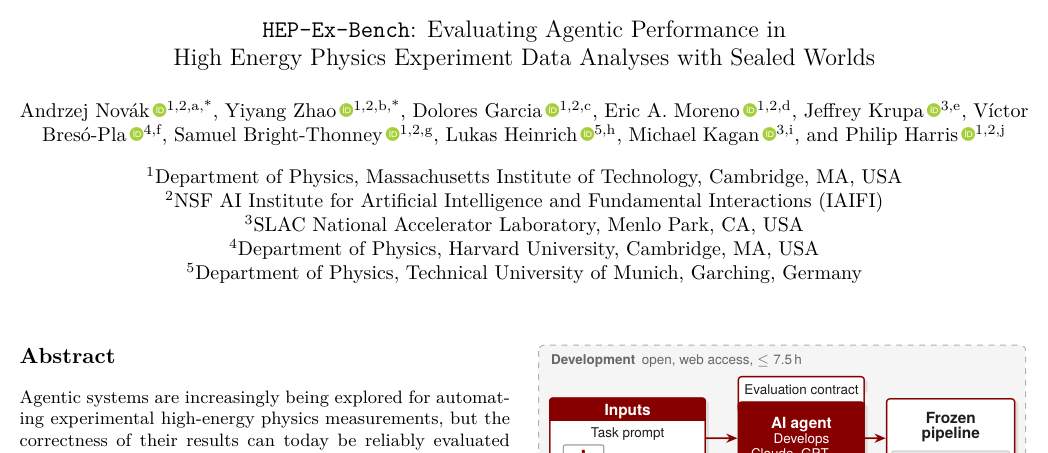 HEP-Ex-Bench: Evaluating Agentic Performance in
High Energy Physics Experiment Data Analyses with Sealed Worlds
Andrzej Novák 1,2,a,*, Yiyang Zhao 1,2,b,*, Dolores Garcia 1,2,c, Eric A. Moreno 1,2,d, Jeffrey Krupa 3,e, Víctor
Bresó-Pla 4,f, Samuel Bright-Thonney 1,2,g, Lukas Heinrich 5,h, Michael Kagan 3,i, and Philip Harris 1,2,j
1Department of Physics, Massachusetts Institute of Technology, Cambridge, MA, USA
2NSF AI Institute for Artificial Intelligence and Fundamental Interactions (IAIFI)
3SLAC National Accelerator Laboratory, Menlo Park, CA, USA
4Department of Physics, Harvard University, Cambridge, MA, USA
5Department of Physics, Technical University of Munich, Garching, Germany
Abstract
Agentic systems are increasingly being explored for automat-
ing experimental high-energy physics measurements, but the
correctness of their results can today be reliably evaluated
Development open, web access, ≤ 7.5 h
Inputs
Task prompt
Evaluation contract
AI agent
Develops
Claude, GPT
Frozen
pipeline